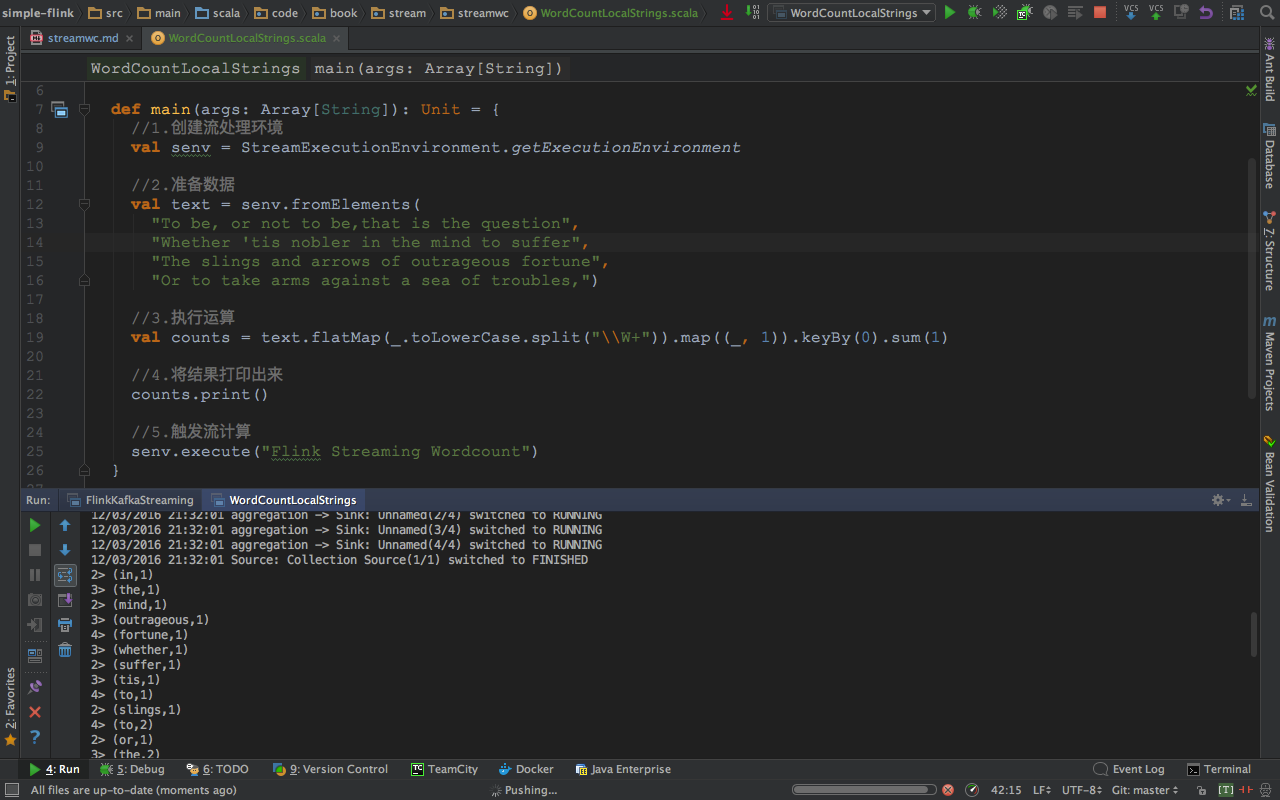 simple-flink src main scala code book stream streamwc WordCountLocalStrings.scala WordCountLocalStrings VCS VCS
streamwc.md WordCountLocalStrings.scala
WordCountLocalStrings main(args: Array[String])
6
7 def main(args: Array[String]): Unit = {
8 //1.创建流处理环境
9 val senv = StreamExecutionEnvironment.getExecutionEnvironment
10
11 //2.准备数据
12 val text = senv.fromElements(
13 "To be, or not to be,that is the question",
14 "Whether 'tis nobler in the mind to suffer",
15 "The slings and arrows of outrageous fortune",
16 "Or to take arms against a sea of troubles,")
17
18 //3.执行运算
19 val counts = text.flatMap(_.toLowerCase.split("\\W+")).map((_, 1)).keyBy(0).sum(1)
20
21 //4.将结果打印出来
22 counts.print()
23
24 //5.触发流计算
25 senv.execute("Flink Streaming Wordcount")
26 }
Run: FlinkKafkaStreaming WordCountLocalStrings
12/03/2016 21:32:01 aggregation -> Sink: Unnamed(2/4) switched to RUNNING
12/03/2016 21:32:01 aggregation -> Sink: Unnamed(3/4) switched to RUNNING
12/03/2016 21:32:01 aggregation -> Sink: Unnamed(4/4) switched to RUNNING
12/03/2016 21:32:01 Source: Collection Source(1/1) switched to FINISHED
2> (in,1)
3> (the,1)
2> (mind,1)
3> (outrageous,1)
4> (fortune,1)
3> (whether,1)
2> (suffer,1)
3> (tis,1)
4> (to,1)
2> (slings,1)
4> (to,2)
2> (or,1)
3> (the,2)
1: Project
2: Favorites
Ant Build
Database
Z: Structure
Maven Projects
Bean Validation
4: Run 5: Debug 6: TODO 9: Version Control TeamCity Docker Java Enterprise Event Log Terminal
All files are up-to-date (moments ago) Pushing... 42:15 LF UTF-8 Git: master [T]